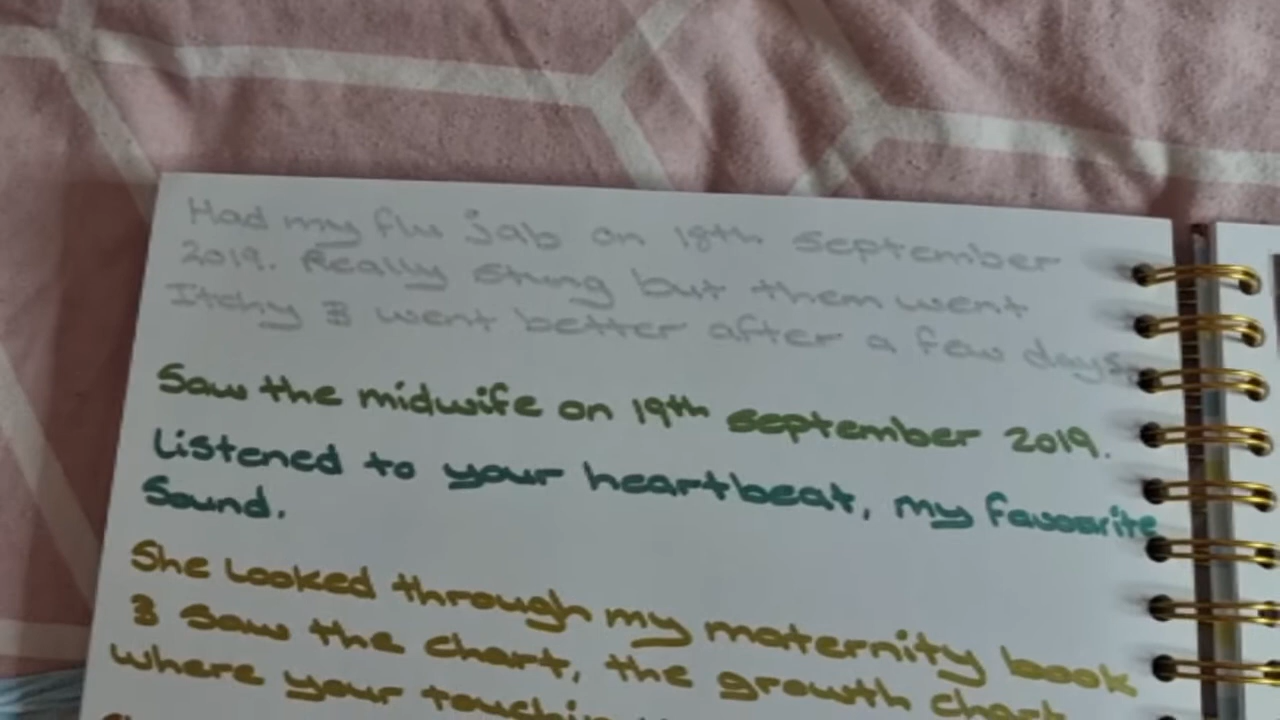 Had my flu jab on 18th September
2019. Really stung but them went
Itchy & went better after a few days.
Saw the midwife on 19th september 2019.
Listened to your heartbeat, my favourite
Sound.
She looked through my maternity book
& saw the chart, the growth chart
where your